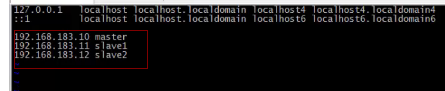 127.0.0.1 localhost localhost.localdomain localhost4 localhost4.localdomain4
::1 localhost localhost.localdomain localhost6 localhost6.localdomain6
192.168.183.10 master
192.168.183.11 slave1
192.168.183.12 slave2
~
~